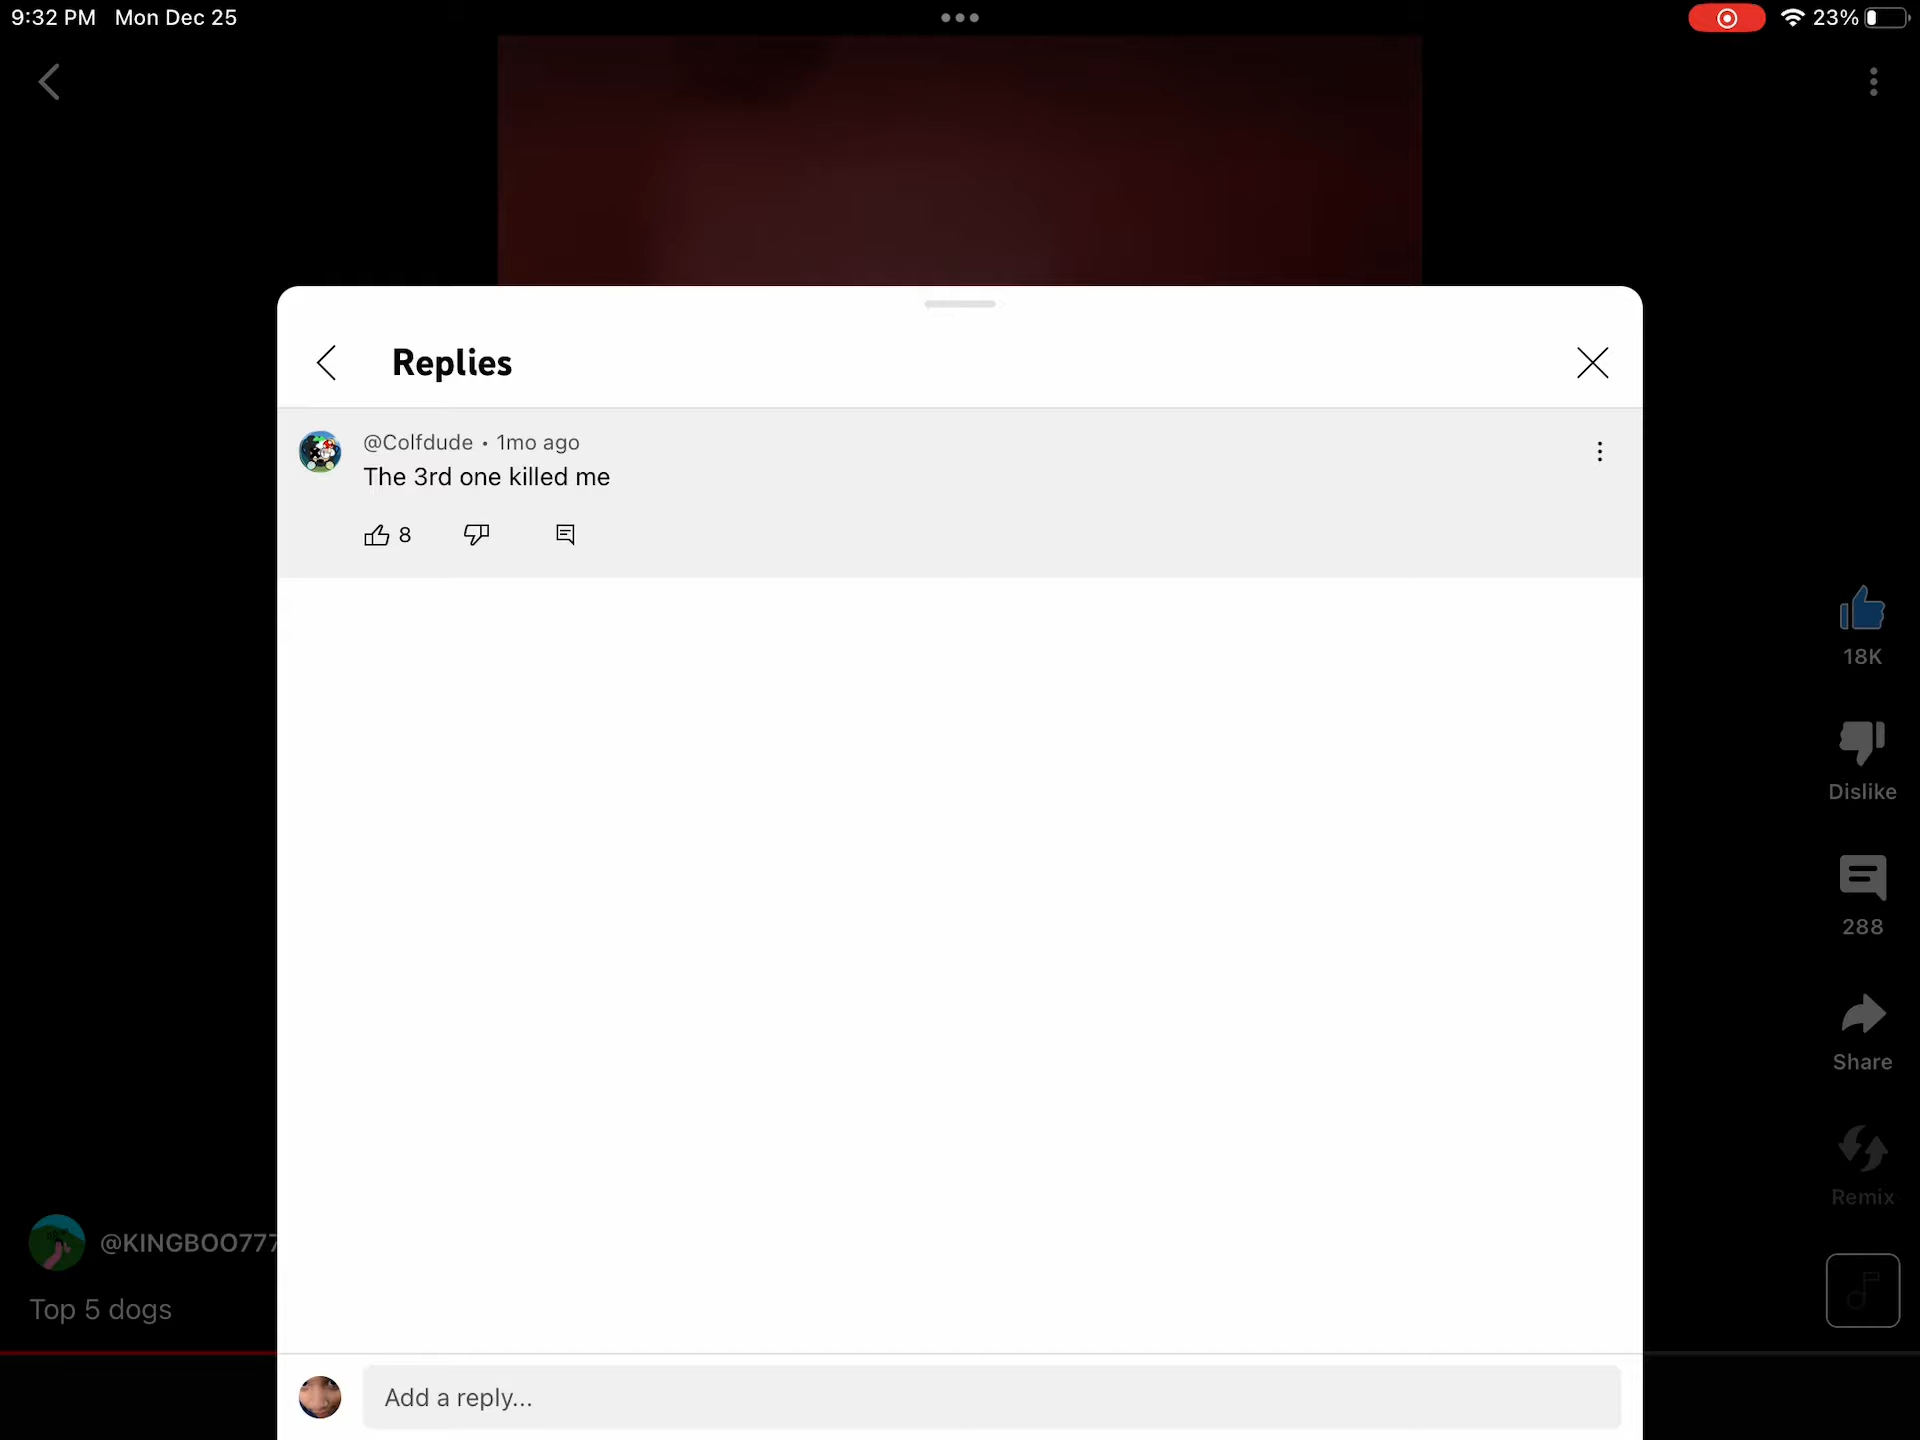 9:32 PM Mon Dec 25
23%
Replies
@Colfdude • 1mo ago
The 3rd one killed me
8
18K
Dislike
288
Share
Remix
@KINGBOO777
Top 5 dogs
Add a reply...